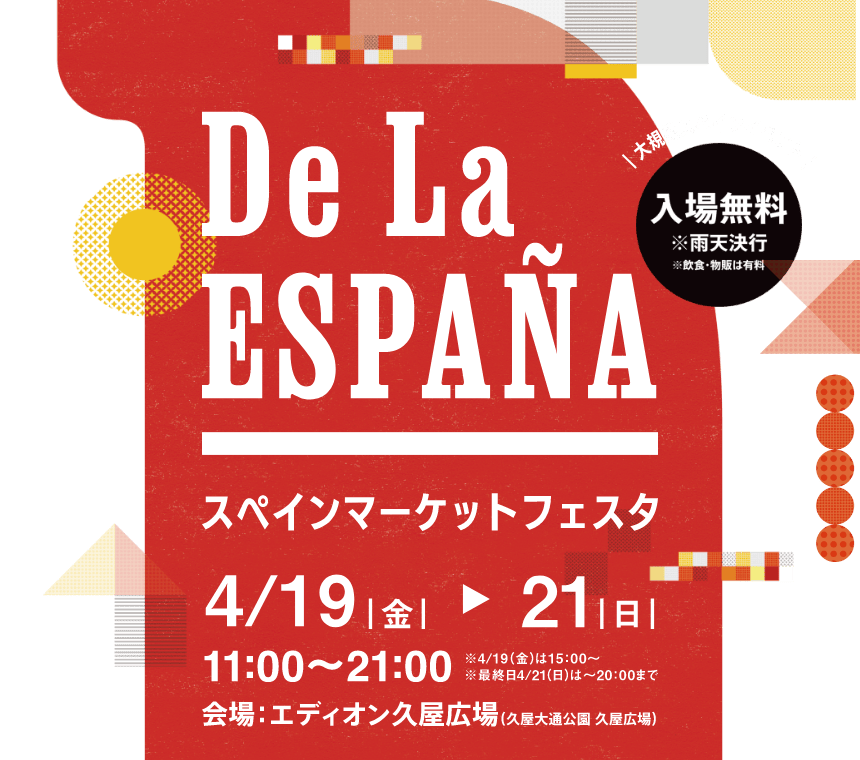 De La
ESPAÑA
大規
入場無料
※雨天決行
※飲食・物販は有料
スペインマーケットフェスタ
4/19|金| ▶ 21|日|
11:00〜21:00
※4/19(金)は15:00〜
※最終日4/21(日)は〜20:00まで
会場:エディオン久屋広場(久屋大通公園 久屋広場)